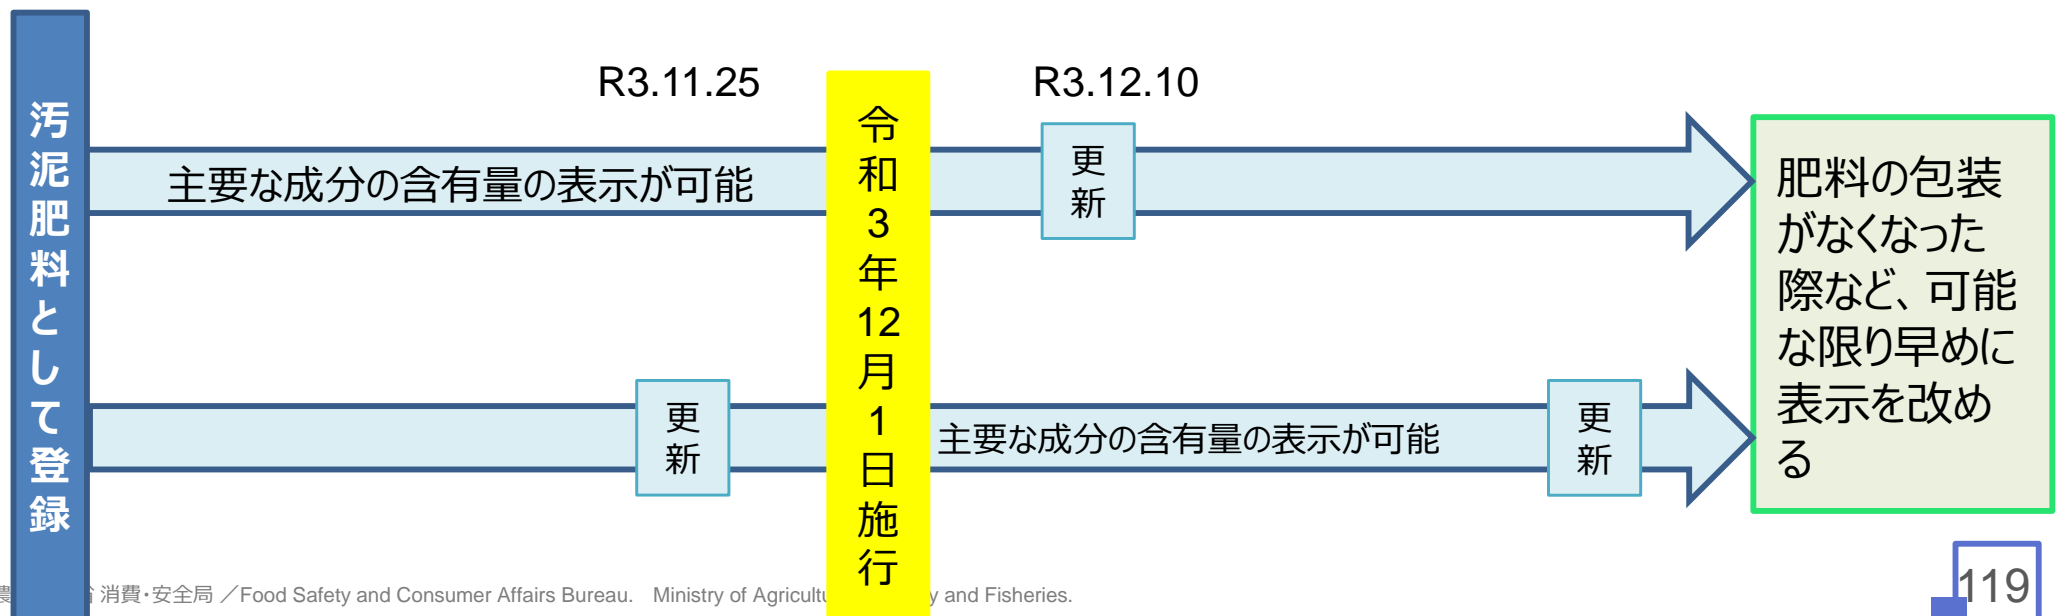 汚泥肥料として登録
R3.11.25
R3.12.10
主要な成分の含有量の表示が可能
令和3年12月1日施行
更新
更新
主要な成分の含有量の表示が可能
更新
肥料の包装
がなくなった
際など、可能
な限り早めに
表示を改め
る
消費・安全局 ／Food Safety and Consumer Affairs Bureau. Ministry of and Fisheries.
119